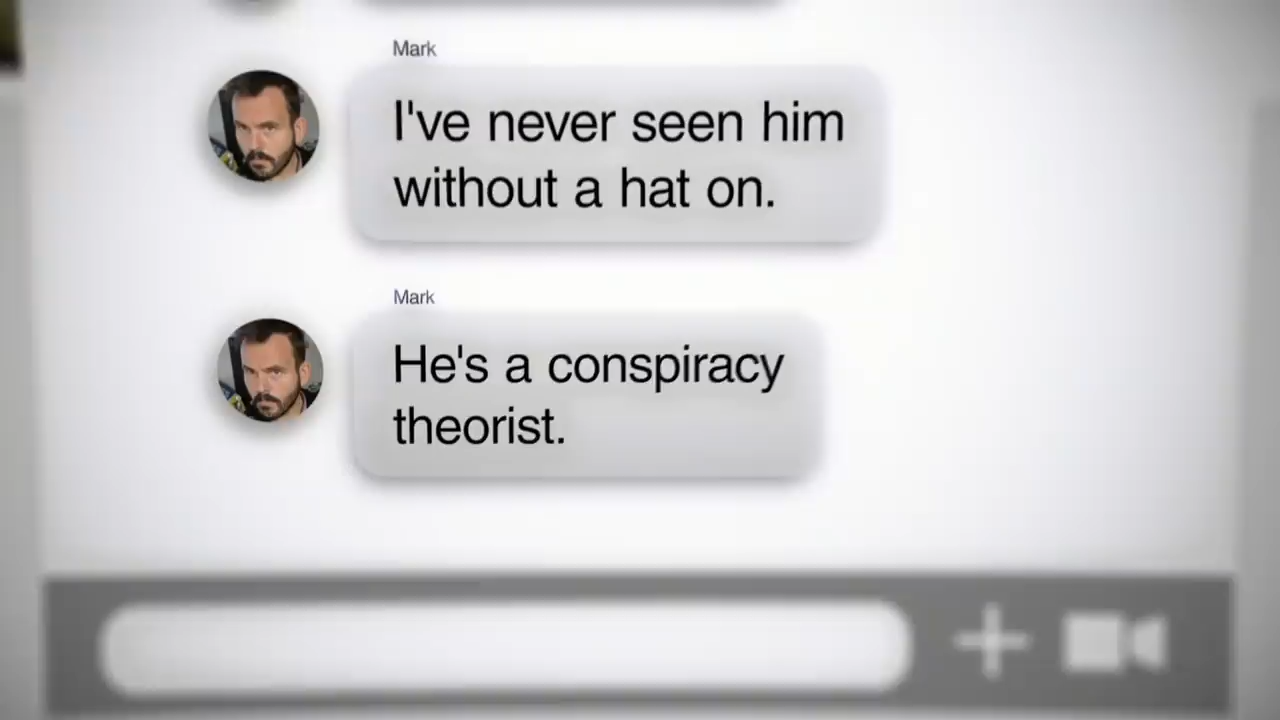 Mark
I've never seen him
without a hat on.
Mark
He's a conspiracy
theorist.